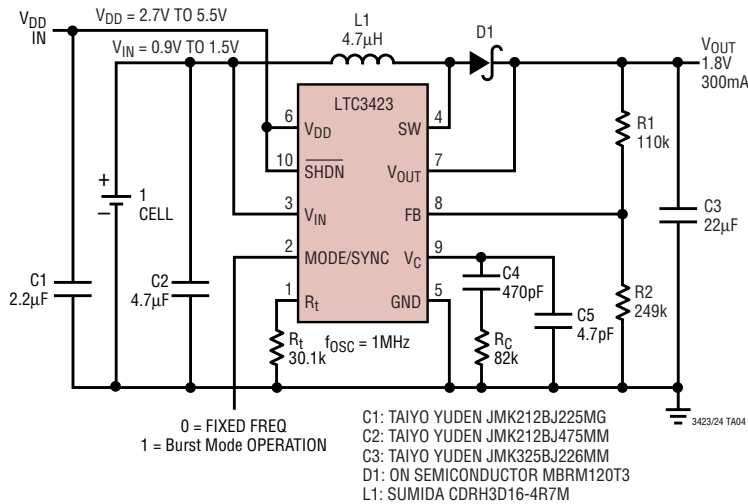 VDD
IN
VDD = 2.7V TO 5.5V
VIN = 0.9V TO 1.5V
L1
4.7µH
D1
VOUT
1.8V
300mA
LTC3423
6
VDD
SW
4
10
SHDN
VOUT
7
3
VIN
FB
8
2
MODE/SYNC
VC
9
1
Rt
GND
5
+
–
1
CELL
C1
2.2µF
C2
4.7µF
Rt
30.1k
fOSC = 1MHz
C4
470pF
RC
82k
C5
4.7pF
R1
110k
R2
249k
C3
22µF
0 = FIXED FREQ
1 = Burst Mode OPERATION
C1: TAIYO YUDEN JMK212BJ225MG
C2: TAIYO YUDEN JMK212BJ475MM
C3: TAIYO YUDEN JMK325BJ226MM
D1: ON SEMICONDUCTOR MBRM120T3
L1: SUMIDA CDRH3D16-4R7M
3423/24 TA04